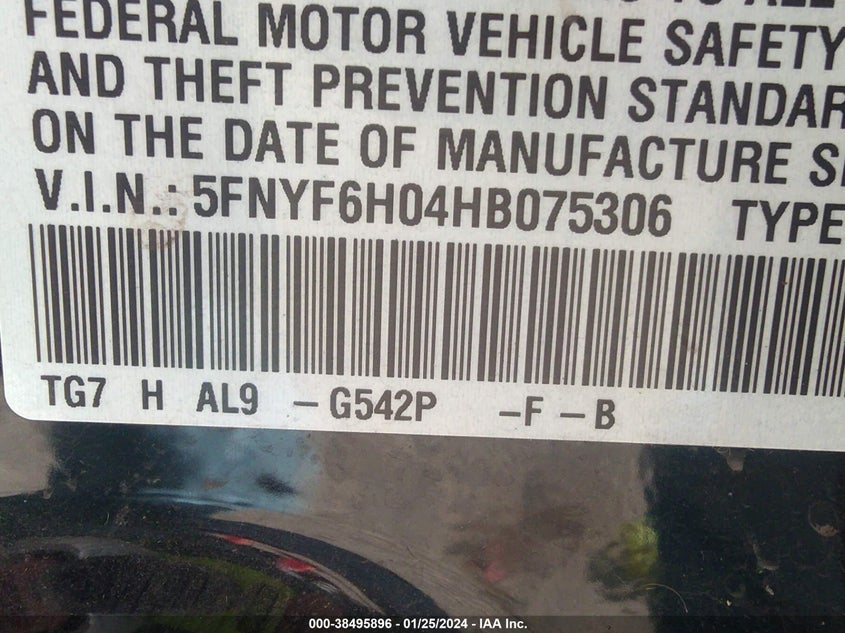 FEDERAL MOTOR VEHICLE SAFETY
AND THEFT PREVENTION STANDAR
ON THE DATE OF MANUFACTURE S
V.I.N.: 5FNYF6H04HB075306 TYPE
TG7 H AL9 -G542P -F -B
000-38495896 - 01/25/2024 - IAA Inc.